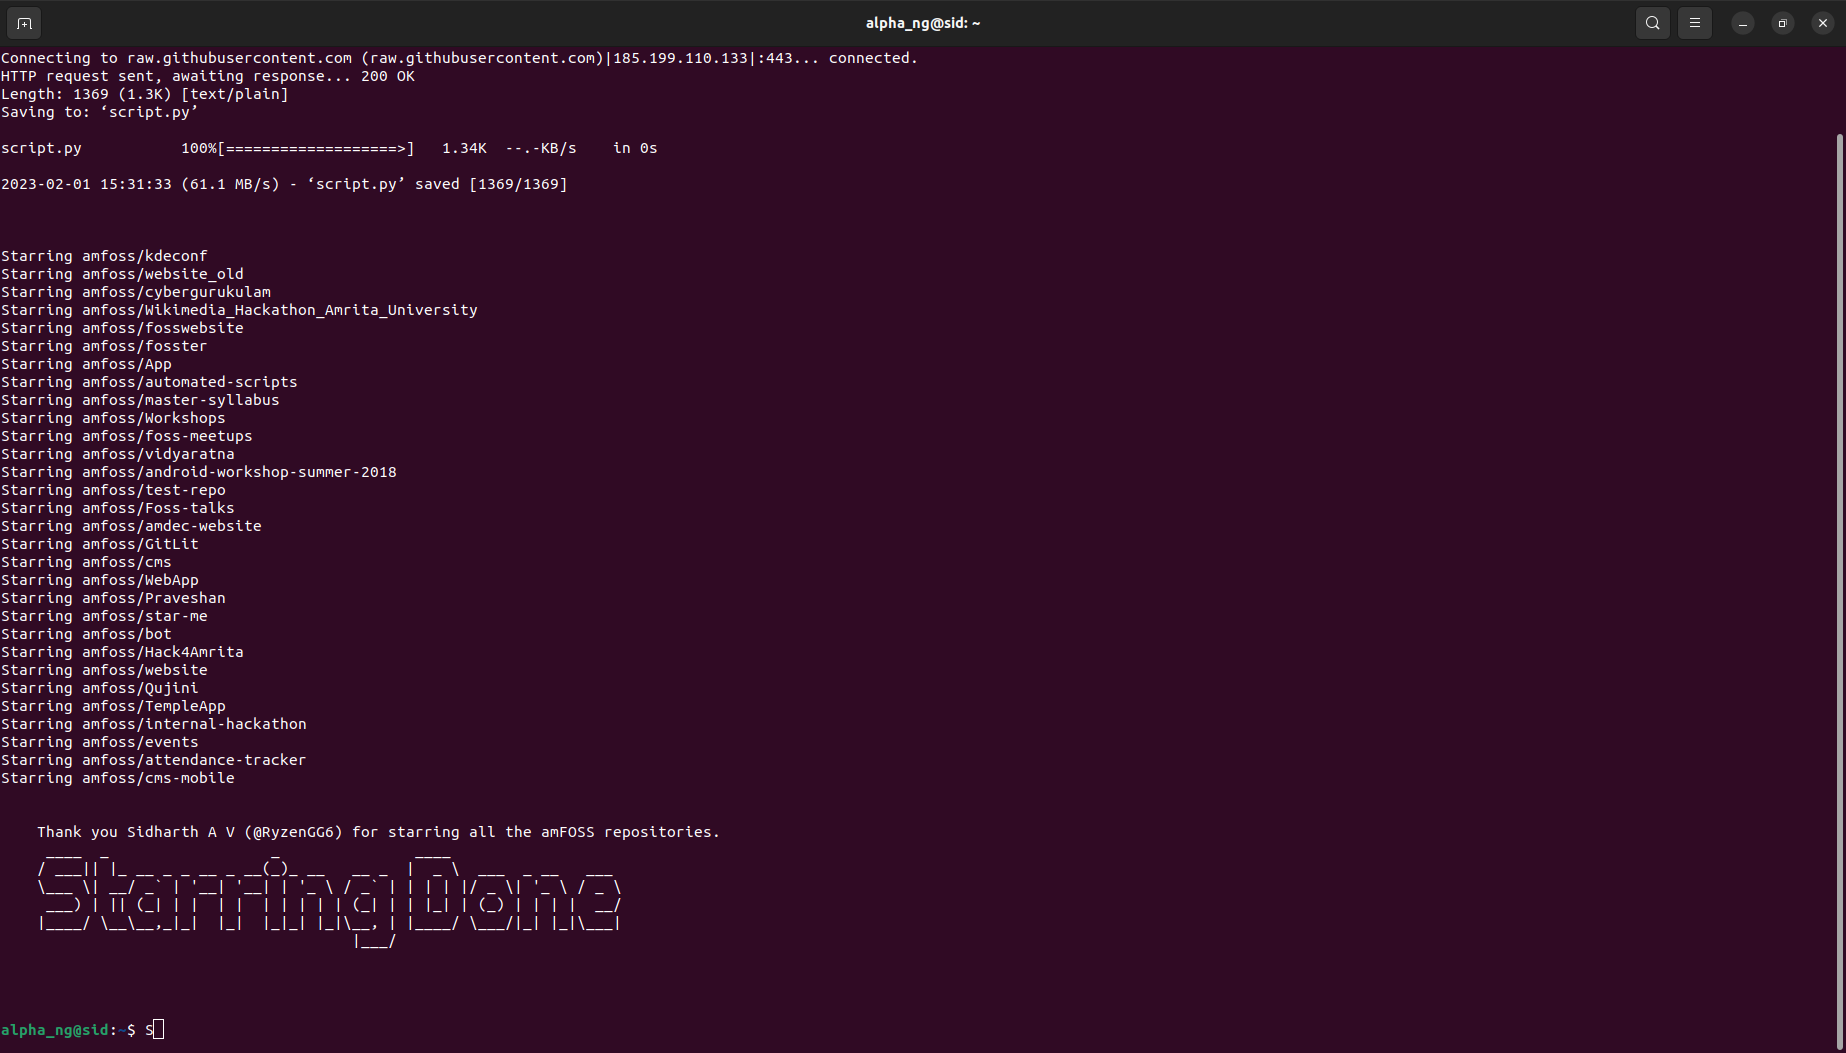 alpha_ng@sid: ~
Connecting to raw.githubusercontent.com (raw.githubusercontent.com)|185.199.110.133|:443... connected.
HTTP request sent, awaiting response... 200 OK
Length: 1369 (1.3K) [text/plain]
Saving to: ‘script.py’
script.py           100%[===================>]   1.34K  --.-KB/s    in 0s
2023-02-01 15:31:33 (61.1 MB/s) - ‘script.py’ saved [1369/1369]
Starring amfoss/kdeconf
Starring amfoss/website_old
Starring amfoss/cybergurukulam
Starring amfoss/Wikimedia_Hackathon_Amrita_University
Starring amfoss/fosswebsite
Starring amfoss/fosster
Starring amfoss/App
Starring amfoss/automated-scripts
Starring amfoss/master-syllabus
Starring amfoss/Workshops
Starring amfoss/foss-meetups
Starring amfoss/vidyaratna
Starring amfoss/android-workshop-summer-2018
Starring amfoss/test-repo
Starring amfoss/Foss-talks
Starring amfoss/amdec-website
Starring amfoss/GitLit
Starring amfoss/cms
Starring amfoss/WebApp
Starring amfoss/Praveshan
Starring amfoss/star-me
Starring amfoss/bot
Starring amfoss/Hack4Amrita
Starring amfoss/website
Starring amfoss/Qujini
Starring amfoss/TempleApp
Starring amfoss/internal-hackathon
Starring amfoss/events
Starring amfoss/attendance-tracker
Starring amfoss/cms-mobile
Thank you Sidharth A V (@RyzenGG6) for starring all the amFOSS repositories.
StarringDone
alpha_ng@sid:~$ S